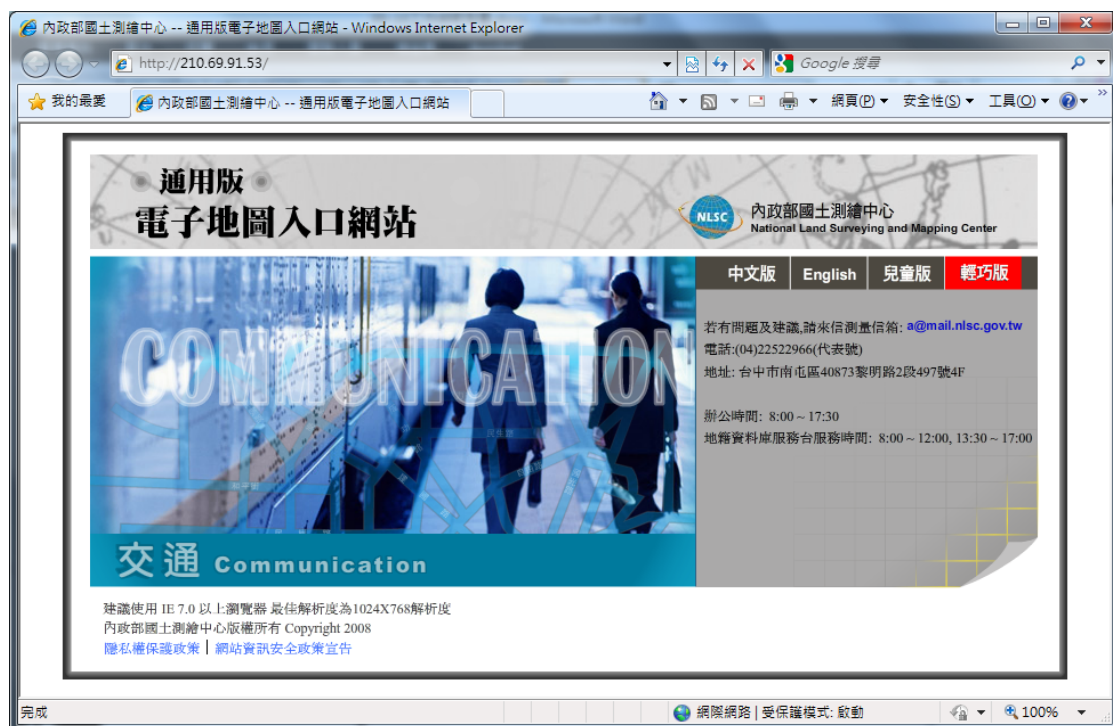 內政部國土測繪中心 -- 通用版電子地圖入口網站 - Windows Internet Explorer
http://210.69.91.53/
Google 搜尋
我的最愛
內政部國土測繪中心 -- 通用版電子地圖入口網站
網頁(P) 安全性(S) 工具(O)
通用版
電子地圖入口網站
NLSC
內政部國土測繪中心
National Land Surveying and Mapping Center
中文版 English 兒童版 輕巧版
COMMUNICATION
若有問題及建議,請來信測量信箱: a@mail.nlsc.gov.tw
電話:(04)22522966(代表號)
地址: 台中市南屯區40873黎明路2段497號4F
辦公時間: 8:00 ~ 17:30
地籍資料庫服務台服務時間: 8:00 ~ 12:00, 13:30 ~ 17:00
交通 Communication
建議使用 IE 7.0 以上瀏覽器 最佳解析度為1024X768解析度
內政部國土測繪中心版權所有 Copyright 2008
隱私權保護政策 | 網站資訊安全政策宣告
完成
網際網路 | 受保護模式: 啟動
100%